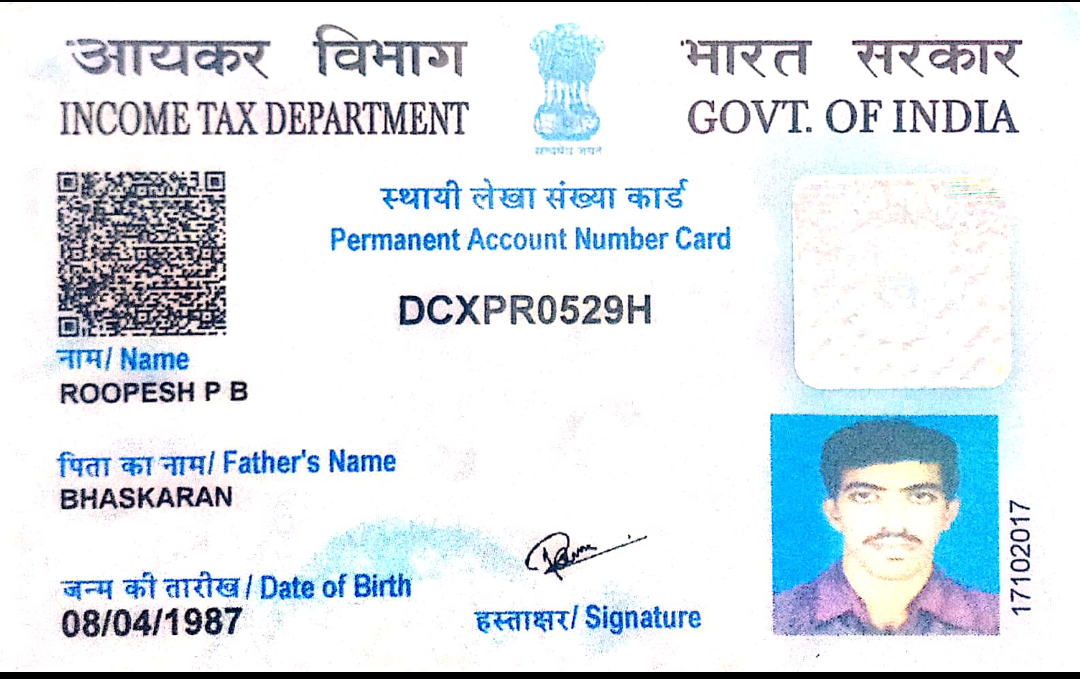 आयकर विभाग
INCOME TAX DEPARTMENT
भारत सरकार
GOVT. OF INDIA
सत्यमेव जयते
स्थायी लेखा संख्या कार्ड
Permanent Account Number Card
DCXPR0529H
नाम/ Name
ROOPESH P B
पिता का नाम/ Father's Name
BHASKARAN
जन्म की तारीख / Date of Birth
08/04/1987
हस्ताक्षर/ Signature
17102017